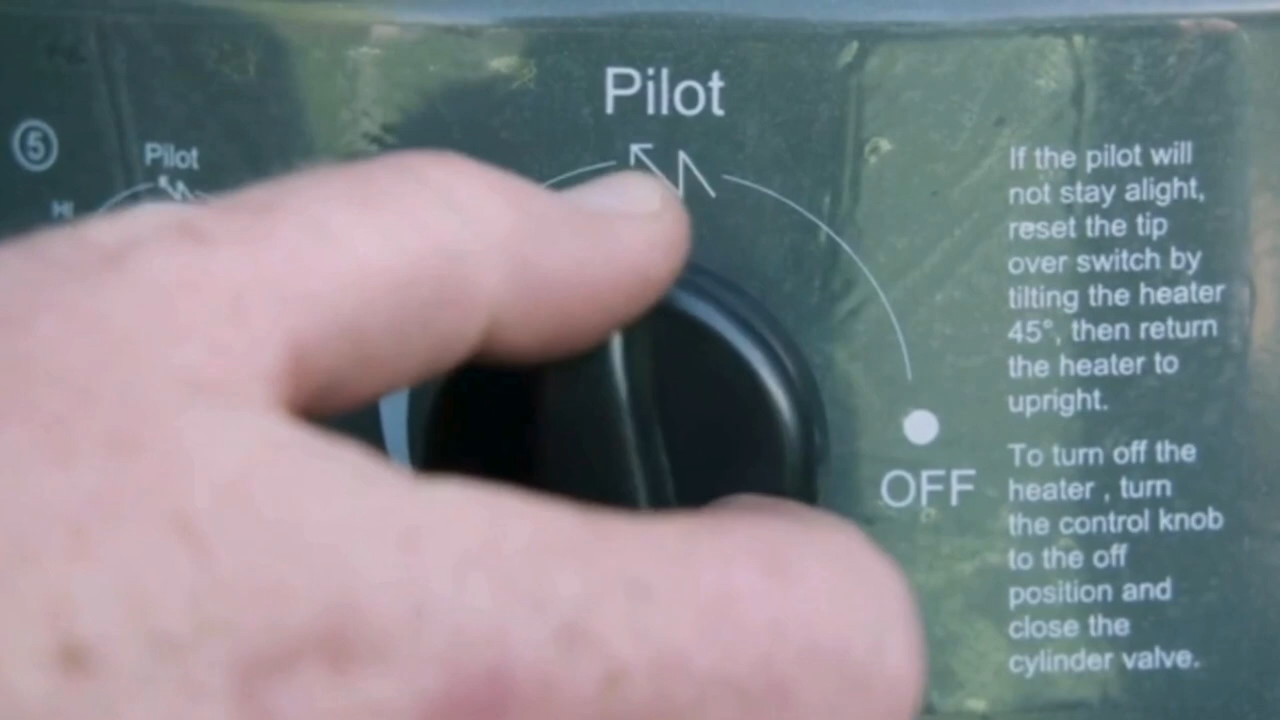 Pilot
5
Pilot
HI
OFF
If the pilot will
not stay alight,
reset the tip
over switch by
tilting the heater
45°, then return
the heater to
upright.
To turn off the
heater , turn
the control knob
to the off
position and
close the
cylinder valve.